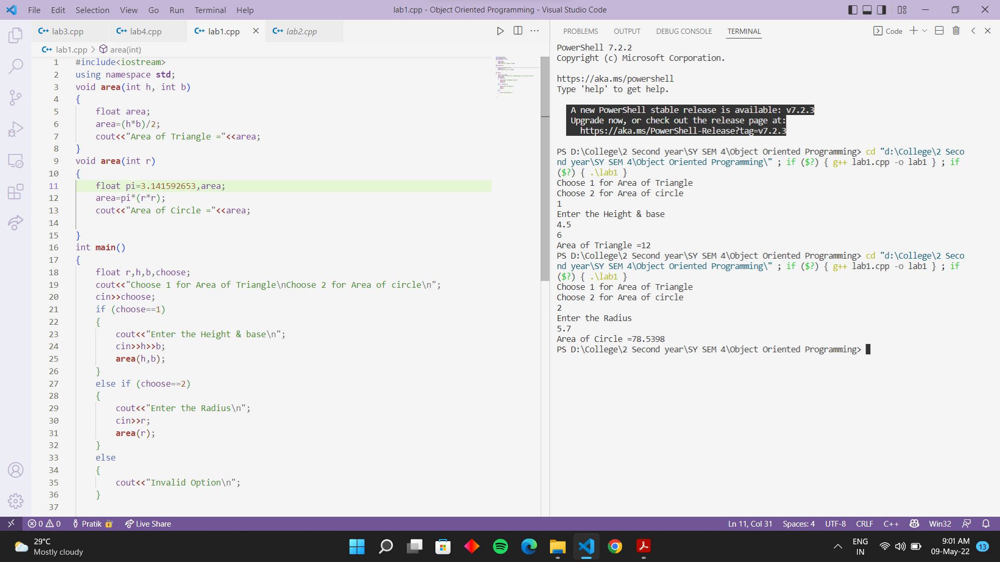 File Edit Selection View Go Run Terminal Help
lab1.cpp - Object Oriented Programming - Visual Studio Code
C++ lab3.cpp
C++ lab4.cpp
C++ lab1.cpp
C++ lab2.cpp
C++ lab1.cpp > area(int)
1 #include<iostream>
2 using namespace std;
3 void area(int h, int b)
4 {
5     float area;
6     area=(h*b)/2;
7     cout<<"Area of Triangle ="<<area;
8 }
9 void area(int r)
10 {
11     float pi=3.141592653,area;
12     area=pi*(r*r);
13     cout<<"Area of Circle ="<<area;
14
15 }
16 int main()
17 {
18     float r,h,b,choose;
19     cout<<"Choose 1 for Area of Triangle\nChoose 2 for Area of circle\n";
20     cin>>choose;
21     if (choose==1)
22     {
23         cout<<"Enter the Height & base\n";
24         cin>>h>>b;
25         area(h,b);
26     }
27     else if (choose==2)
28     {
29         cout<<"Enter the Radius\n";
30         cin>>r;
31         area(r);
32     }
33     else
34     {
35         cout<<"Invalid Option\n";
36     }
37
PROBLEMS OUTPUT DEBUG CONSOLE TERMINAL
Code
PowerShell 7.2.2
Copyright (c) Microsoft Corporation.
https://aka.ms/powershell
Type 'help' to get help.
A new PowerShell stable release is available: v7.2.3
Upgrade now, or check out the release page at:
https://aka.ms/PowerShell-Release?tag=v7.2.3
PS D:\College\2 Second year\SY SEM 4\Object Oriented Programming> cd "d:\College\2 Seco
nd year\SY SEM 4\Object Oriented Programming\" ; if ($?) { g++ lab1.cpp -o lab1 } ; if
($?) { .\lab1 }
Choose 1 for Area of Triangle
Choose 2 for Area of circle
1
Enter the Height & base
4.5
6
Area of Triangle =12
PS D:\College\2 Second year\SY SEM 4\Object Oriented Programming> cd "d:\College\2 Seco
nd year\SY SEM 4\Object Oriented Programming\" ; if ($?) { g++ lab1.cpp -o lab1 } ; if
($?) { .\lab1 }
Choose 1 for Area of Triangle
Choose 2 for Area of circle
2
Enter the Radius
5.7
Area of Circle =78.5398
PS D:\College\2 Second year\SY SEM 4\Object Oriented Programming>
0 0 Pratik Live Share
Ln 11, Col 31 Spaces: 4 UTF-8 CRLF C++ Win32
29°C
Mostly cloudy
ENG
IN
9:01 AM
09-May-22
13